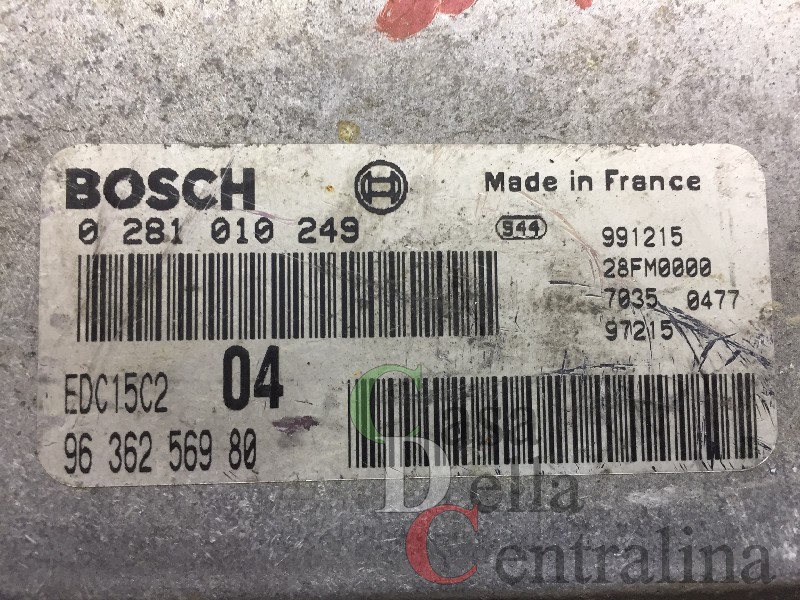 BOSCH
Made in France
0 281 010 249
S44
991215
28FM0000
7035 0477
97215
EDC15C2 04
96 362 569 80
Casa
Della
Centralina